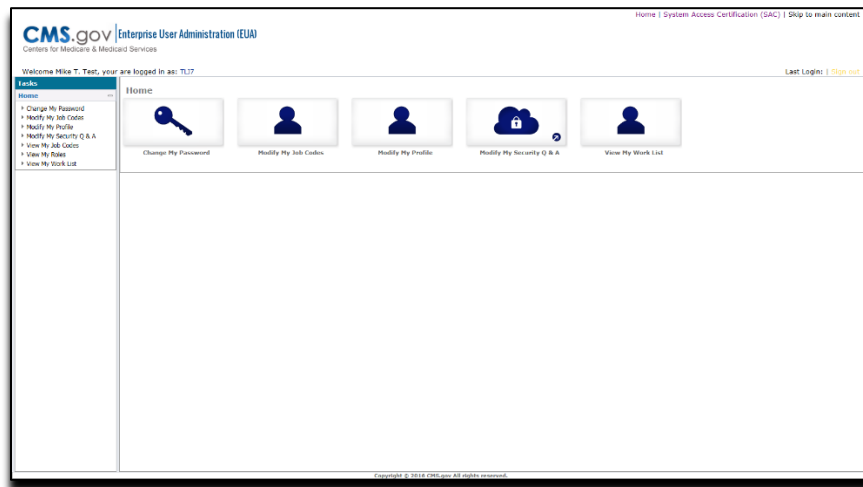 Home | System Access Certification (SAC) | Skip to main content
CMS.gov Enterprise User Administration (EUA)
Centers for Medicare & Medicaid Services
Welcome Mike T. Test, your are logged in as: TLJ7
Last Login: | Sign out
Tasks
Home
Change My Password
Modify My Job Codes
Modify My Profile
Modify My Security Q & A
View My Job Codes
View My Roles
View My Work List
Home
Change My Password
Modify My Job Codes
Modify My Profile
Modify My Security Q & A
View My Work List
Copyright © 2016 CMS.gov All rights reserved.